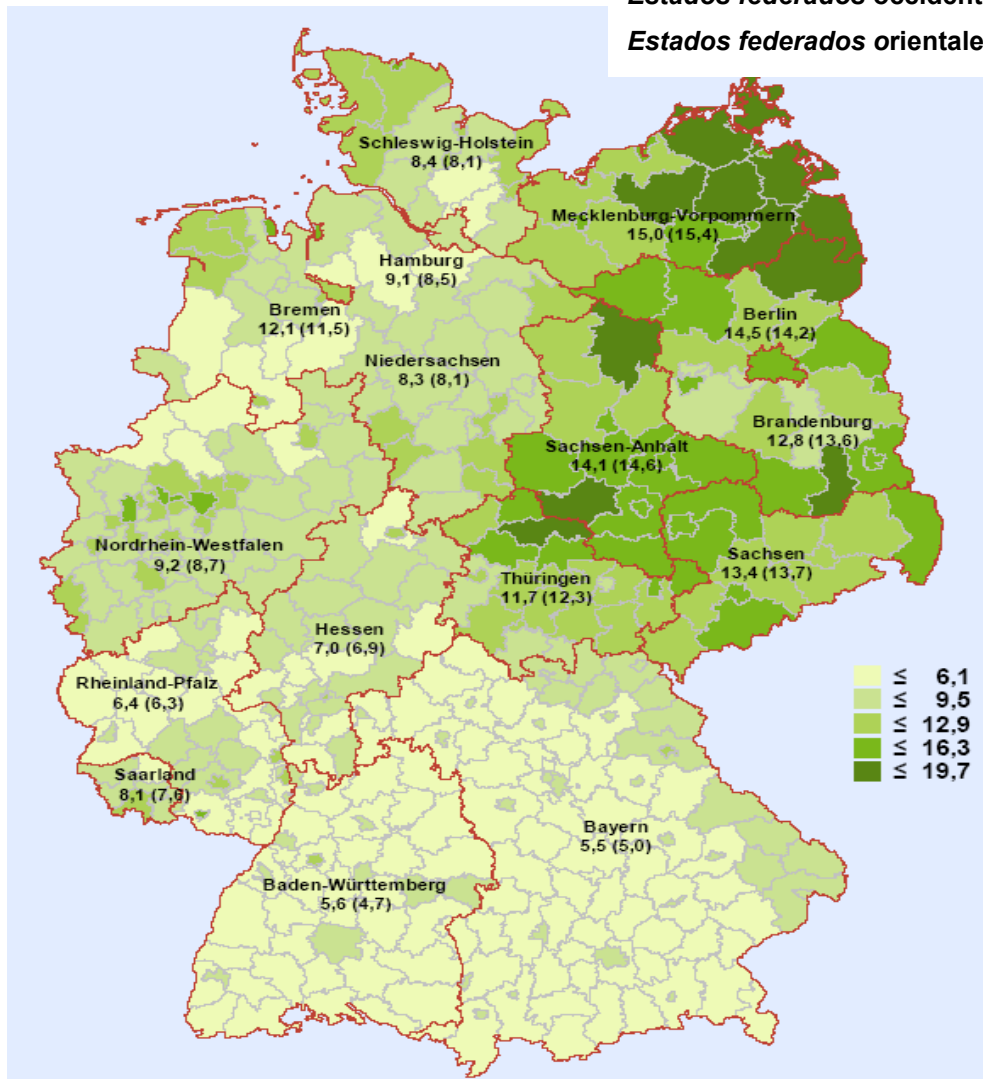 Estados federados occident
Estados federados orientale
Schleswig-Holstein
8,4 (8,1)
Mecklenburg-Vorpommern
15,0 (15,4)
Hamburg
9,1 (8,5)
Bremen
12,1 (11,5)
Berlin
14,5 (14,2)
Niedersachsen
8,3 (8,1)
Brandenburg
12,8 (13,6)
Sachsen-Anhalt
14,1 (14,6)
Nordrhein-Westfalen
9,2 (8,7)
Sachsen
13,4 (13,7)
Thüringen
11,7 (12,3)
Hessen
7,0 (6,9)
Rheinland-Pfalz
6,4 (6,3)
≤ 6,1
≤ 9,5
≤ 12,9
≤ 16,3
≤ 19,7
Saarland
8,1 (7,6)
Bayern
5,5 (5,0)
Baden-Württemberg
5,6 (4,7)